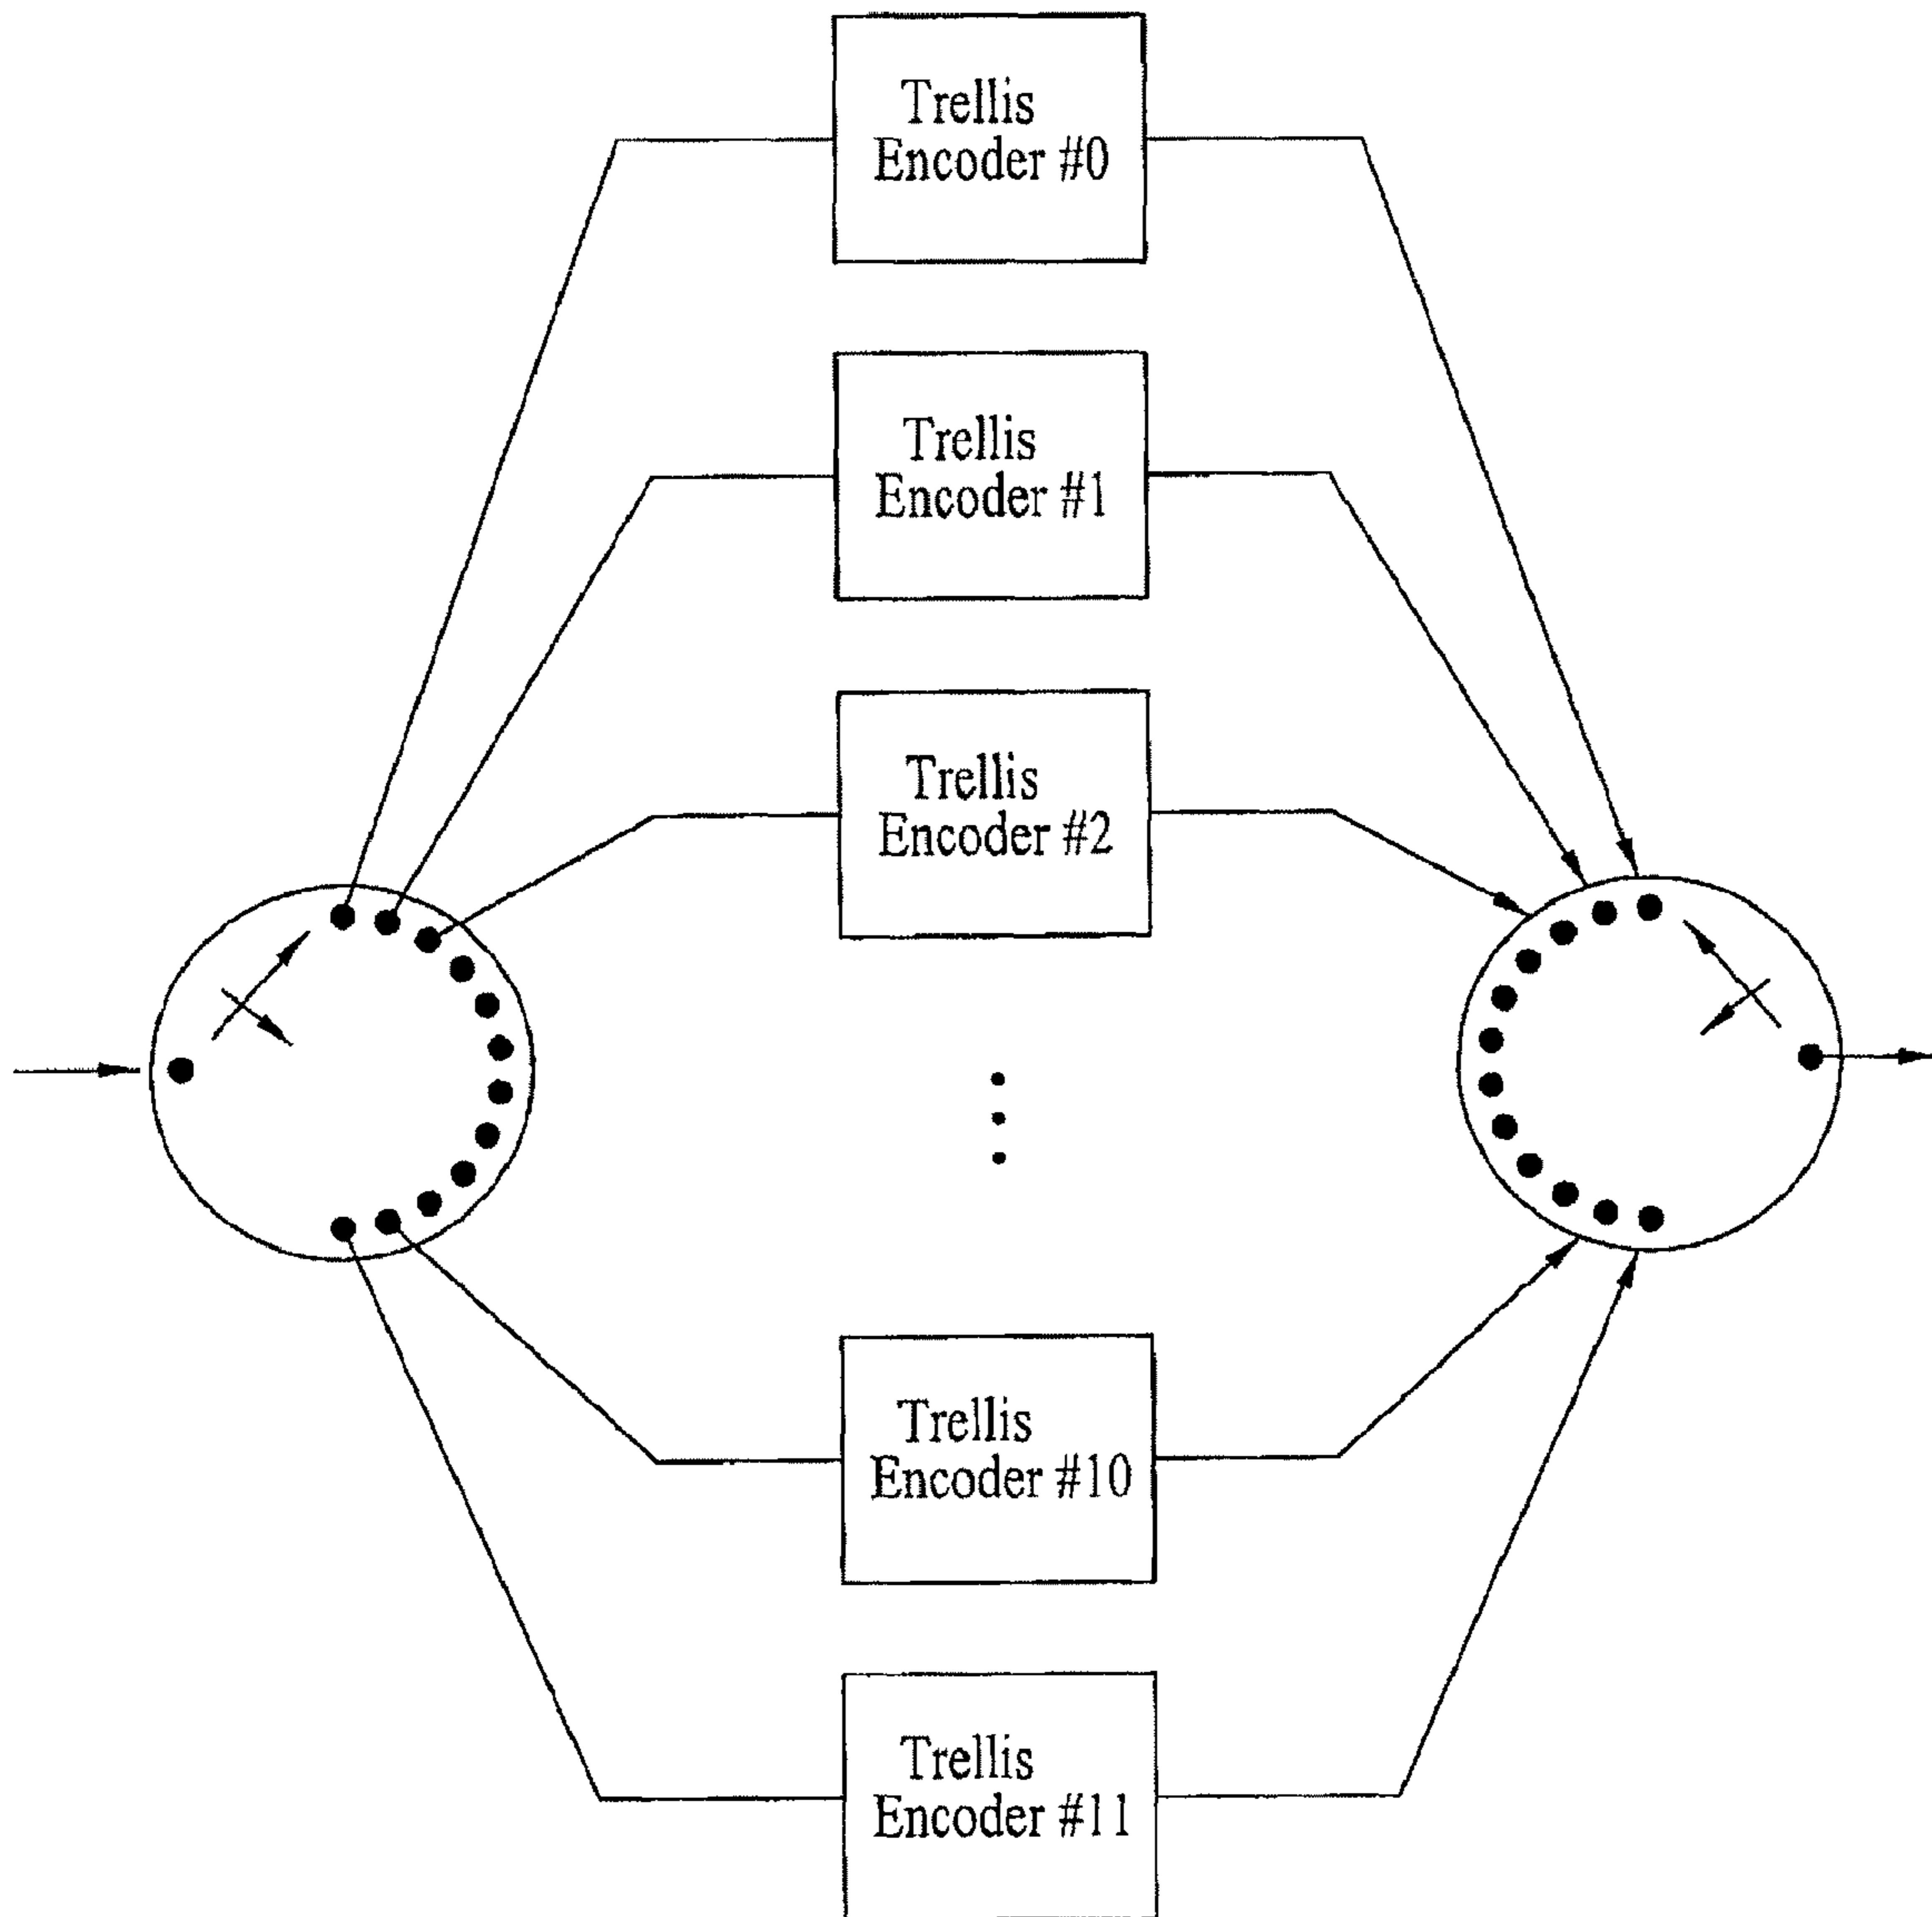 Trellis
Encoder #0
Trellis
Encoder #1
Trellis
Encoder #2
Trellis
Encoder #10
Trellis
Encoder #11